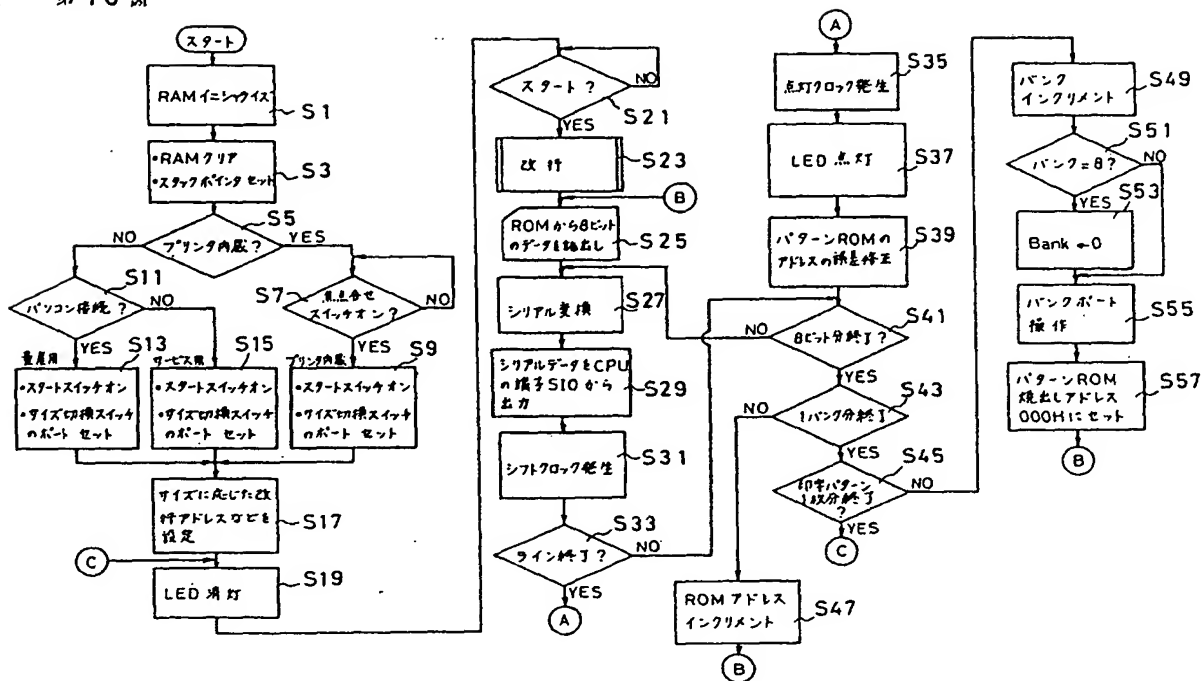 第10図
スタート
RAMイニシャライズ
S1
•RAMクリア
•スタックポインタセット
S3
S5
プリンタ内蔵?
NO
YES
S11
パソコン接続?
NO
YES
S7
焦点合せ
スイッチオン?
NO
YES
量産用
S13
•スタートスイッチオン
•サイズ切換スイッチ
のポートセット
サービス用
S15
•スタートスイッチオン
•サイズ切換スイッチ
のポートセット
プリンタ内蔵
S9
•スタートスイッチオン
•サイズ切換スイッチ
のポートセット
サイズに応じた改
行アドレスなどを
設定
S17
C
LED消灯
S19
スタート?
NO
S21
YES
改行
S23
B
ROMから8ビット
のデータを抽出し
S25
シリアル変換
S27
シリアルデータをCPU
の端子SIOから
出力
S29
シフトクロック発生
S31
S33
ライン終了?
NO
YES
A
A
点灯クロック発生
S35
LED点灯
S37
パターンROMの
アドレスの誤差修正
S39
NO
8ビット分終了?
S41
YES
NO
1バンク分終了
S43
YES
印字パターン
1枚分終了
?
S45
NO
YES
C
ROMアドレス
インクリメント
S47
B
バンク
インクリメント
S49
バンク=8?
S51
NO
YES
S53
Bank←0
バンクポート
操作
S55
パターンROM
焼出しアドレス
000Hにセット
S57
B